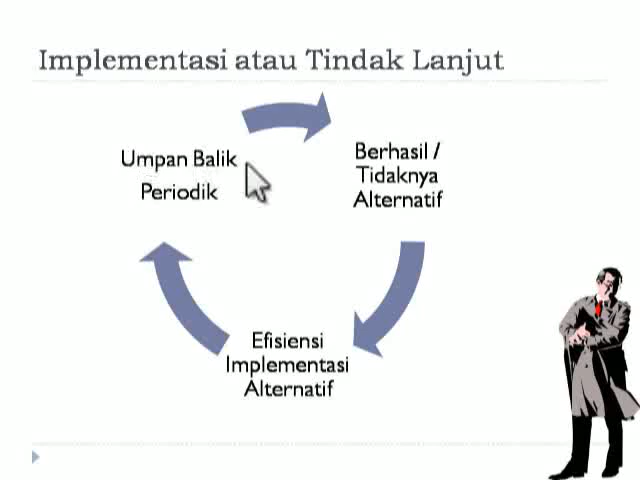 Implementasi atau Tindak Lanjut
Umpan Balik
Periodik
Berhasil /
Tidaknya
Alternatif
Efisiensi
Implementasi
Alternatif